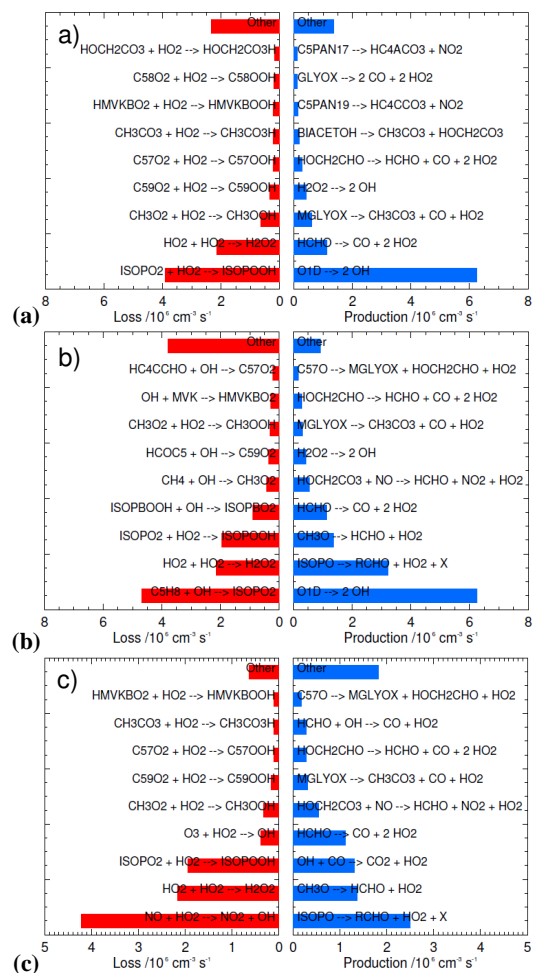 a)
Other
HOCH2CO3 + HO2 --> HOCH2CO3H
C58O2 + HO2 --> C58OOH
HMVKBO2 + HO2 --> HMVKBOOH
CH3CO3 + HO2 --> CH3CO3H
C57O2 + HO2 --> C57OOH
C59O2 + HO2 --> C59OOH
CH3O2 + HO2 --> CH3OOH
HO2 + HO2 --> H2O2
ISOPO2 + HO2 --> ISOPOOH
8 6 4 2 0
Loss /10⁶ cm⁻³ s⁻¹
Other
C5PAN17 --> HC4ACO3 + NO2
GLYOX --> 2 CO + 2 HO2
C5PAN19 --> HC4CCO3 + NO2
BIACETOH --> CH3CO3 + HOCH2CO3
HOCH2CHO --> HCHO + CO + 2 HO2
H2O2 --> 2 OH
MGLYOX --> CH3CO3 + CO + HO2
HCHO --> CO + 2 HO2
O1D --> 2 OH
0 2 4 6 8
Production /10⁶ cm⁻³ s⁻¹
(a)
b)
Other
HC4CCHO + OH --> C57O2
OH + MVK --> HMVKBO2
CH3O2 + HO2 --> CH3OOH
HCOC5 + OH --> C59O2
CH4 + OH --> CH3O2
ISOPBOOH + OH --> ISOPBO2
ISOPO2 + HO2 --> ISOPOOH
HO2 + HO2 --> H2O2
C5H8 + OH --> ISOPO2
8 6 4 2 0
Loss /10⁶ cm⁻³ s⁻¹
Other
C57O --> MGLYOX + HOCH2CHO + HO2
HOCH2CHO --> HCHO + CO + 2 HO2
MGLYOX --> CH3CO3 + CO + HO2
H2O2 --> 2 OH
HOCH2CO3 + NO --> HCHO + NO2 + HO2
HCHO --> CO + 2 HO2
CH3O --> HCHO + HO2
ISOPO --> RCHO + HO2 + X
O1D --> 2 OH
0 2 4 6 8
Production /10⁶ cm⁻³ s⁻¹
(b)
c)
Other
HMVKBO2 + HO2 --> HMVKBOOH
CH3CO3 + HO2 --> CH3CO3H
C57O2 + HO2 --> C57OOH
C59O2 + HO2 --> C59OOH
CH3O2 + HO2 --> CH3OOH
O3 + HO2 --> OH
ISOPO2 + HO2 --> ISOPOOH
HO2 + HO2 --> H2O2
NO + HO2 --> NO2 + OH
5 4 3 2 1 0
Loss /10⁶ cm⁻³ s⁻¹
Other
C57O --> MGLYOX + HOCH2CHO + HO2
HCHO + OH --> CO + HO2
HOCH2CHO --> HCHO + CO + 2 HO2
MGLYOX --> CH3CO3 + CO + HO2
HOCH2CO3 + NO --> HCHO + NO2 + HO2
HCHO --> CO + 2 HO2
OH + CO --> CO2 + HO2
CH3O --> HCHO + HO2
ISOPO --> RCHO + HO2 + X
0 1 2 3 4 5
Production /10⁶ cm⁻³ s⁻¹
(c)